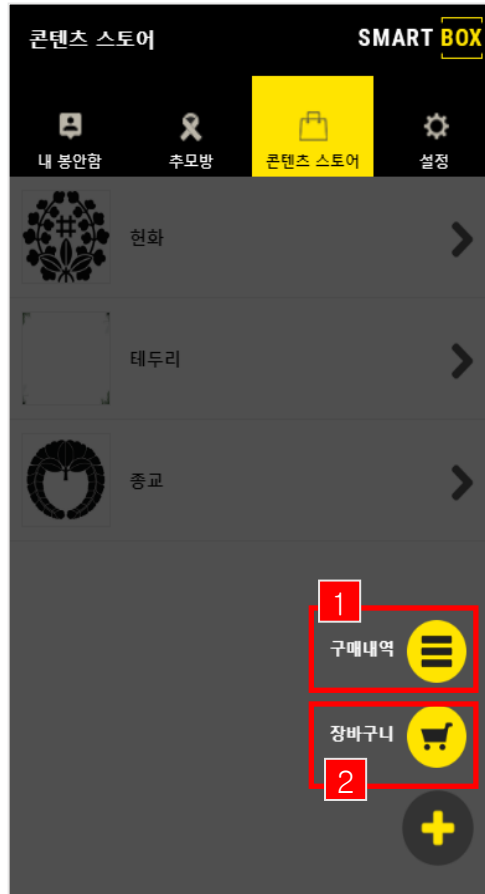 콘텐츠 스토어
SMART BOX
내 봉안함
추모방
콘텐츠 스토어
설정
헌화
테두리
종교
1
구매내역
장바구니
2